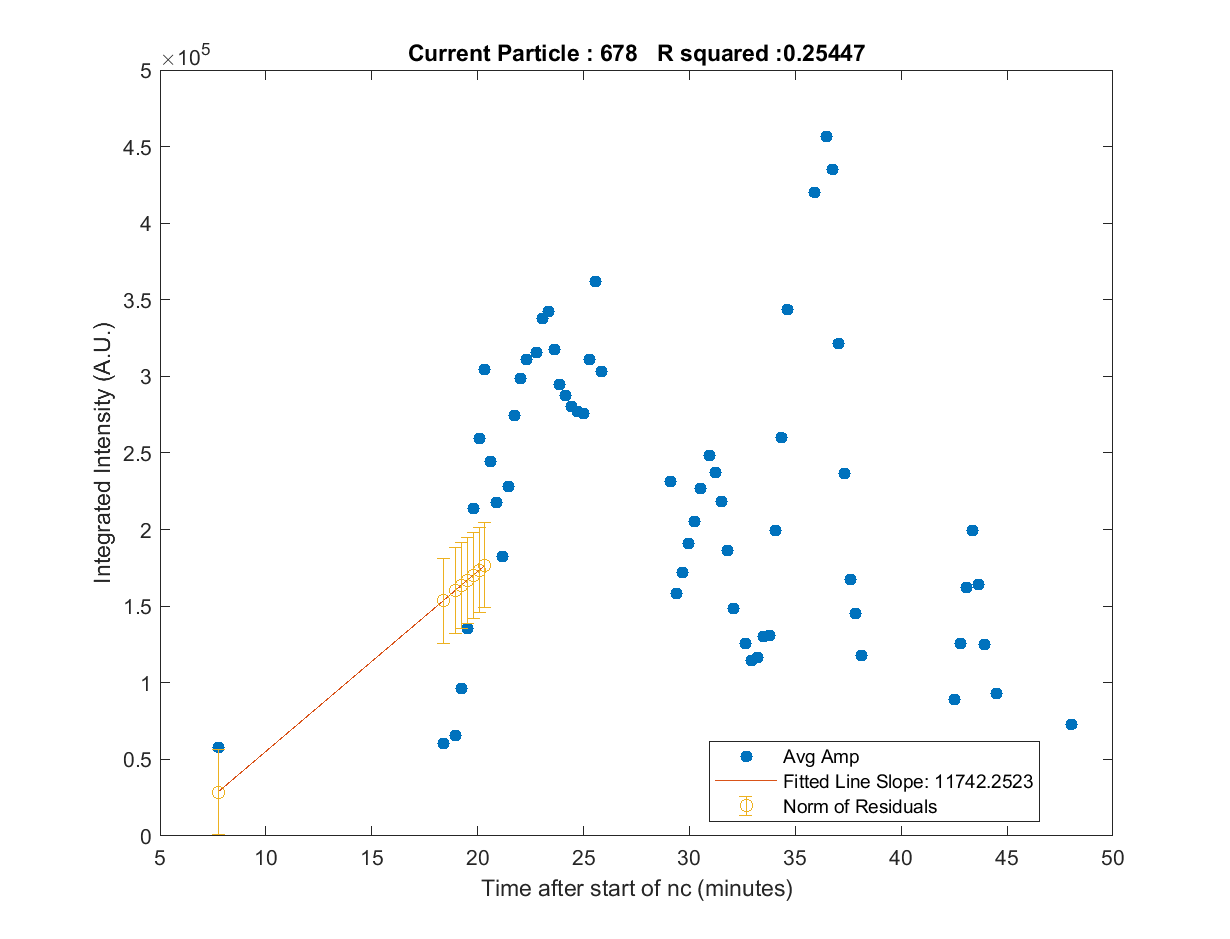 Current Particle : 678   R squared :0.25447
×10^5
5
4.5
4
3.5
3
2.5
2
1.5
1
0.5
0
Integrated Intensity (A.U.)
Avg Amp
Fitted Line Slope: 11742.2523
Norm of Residuals
5 10 15 20 25 30 35 40 45 50
Time after start of nc (minutes)